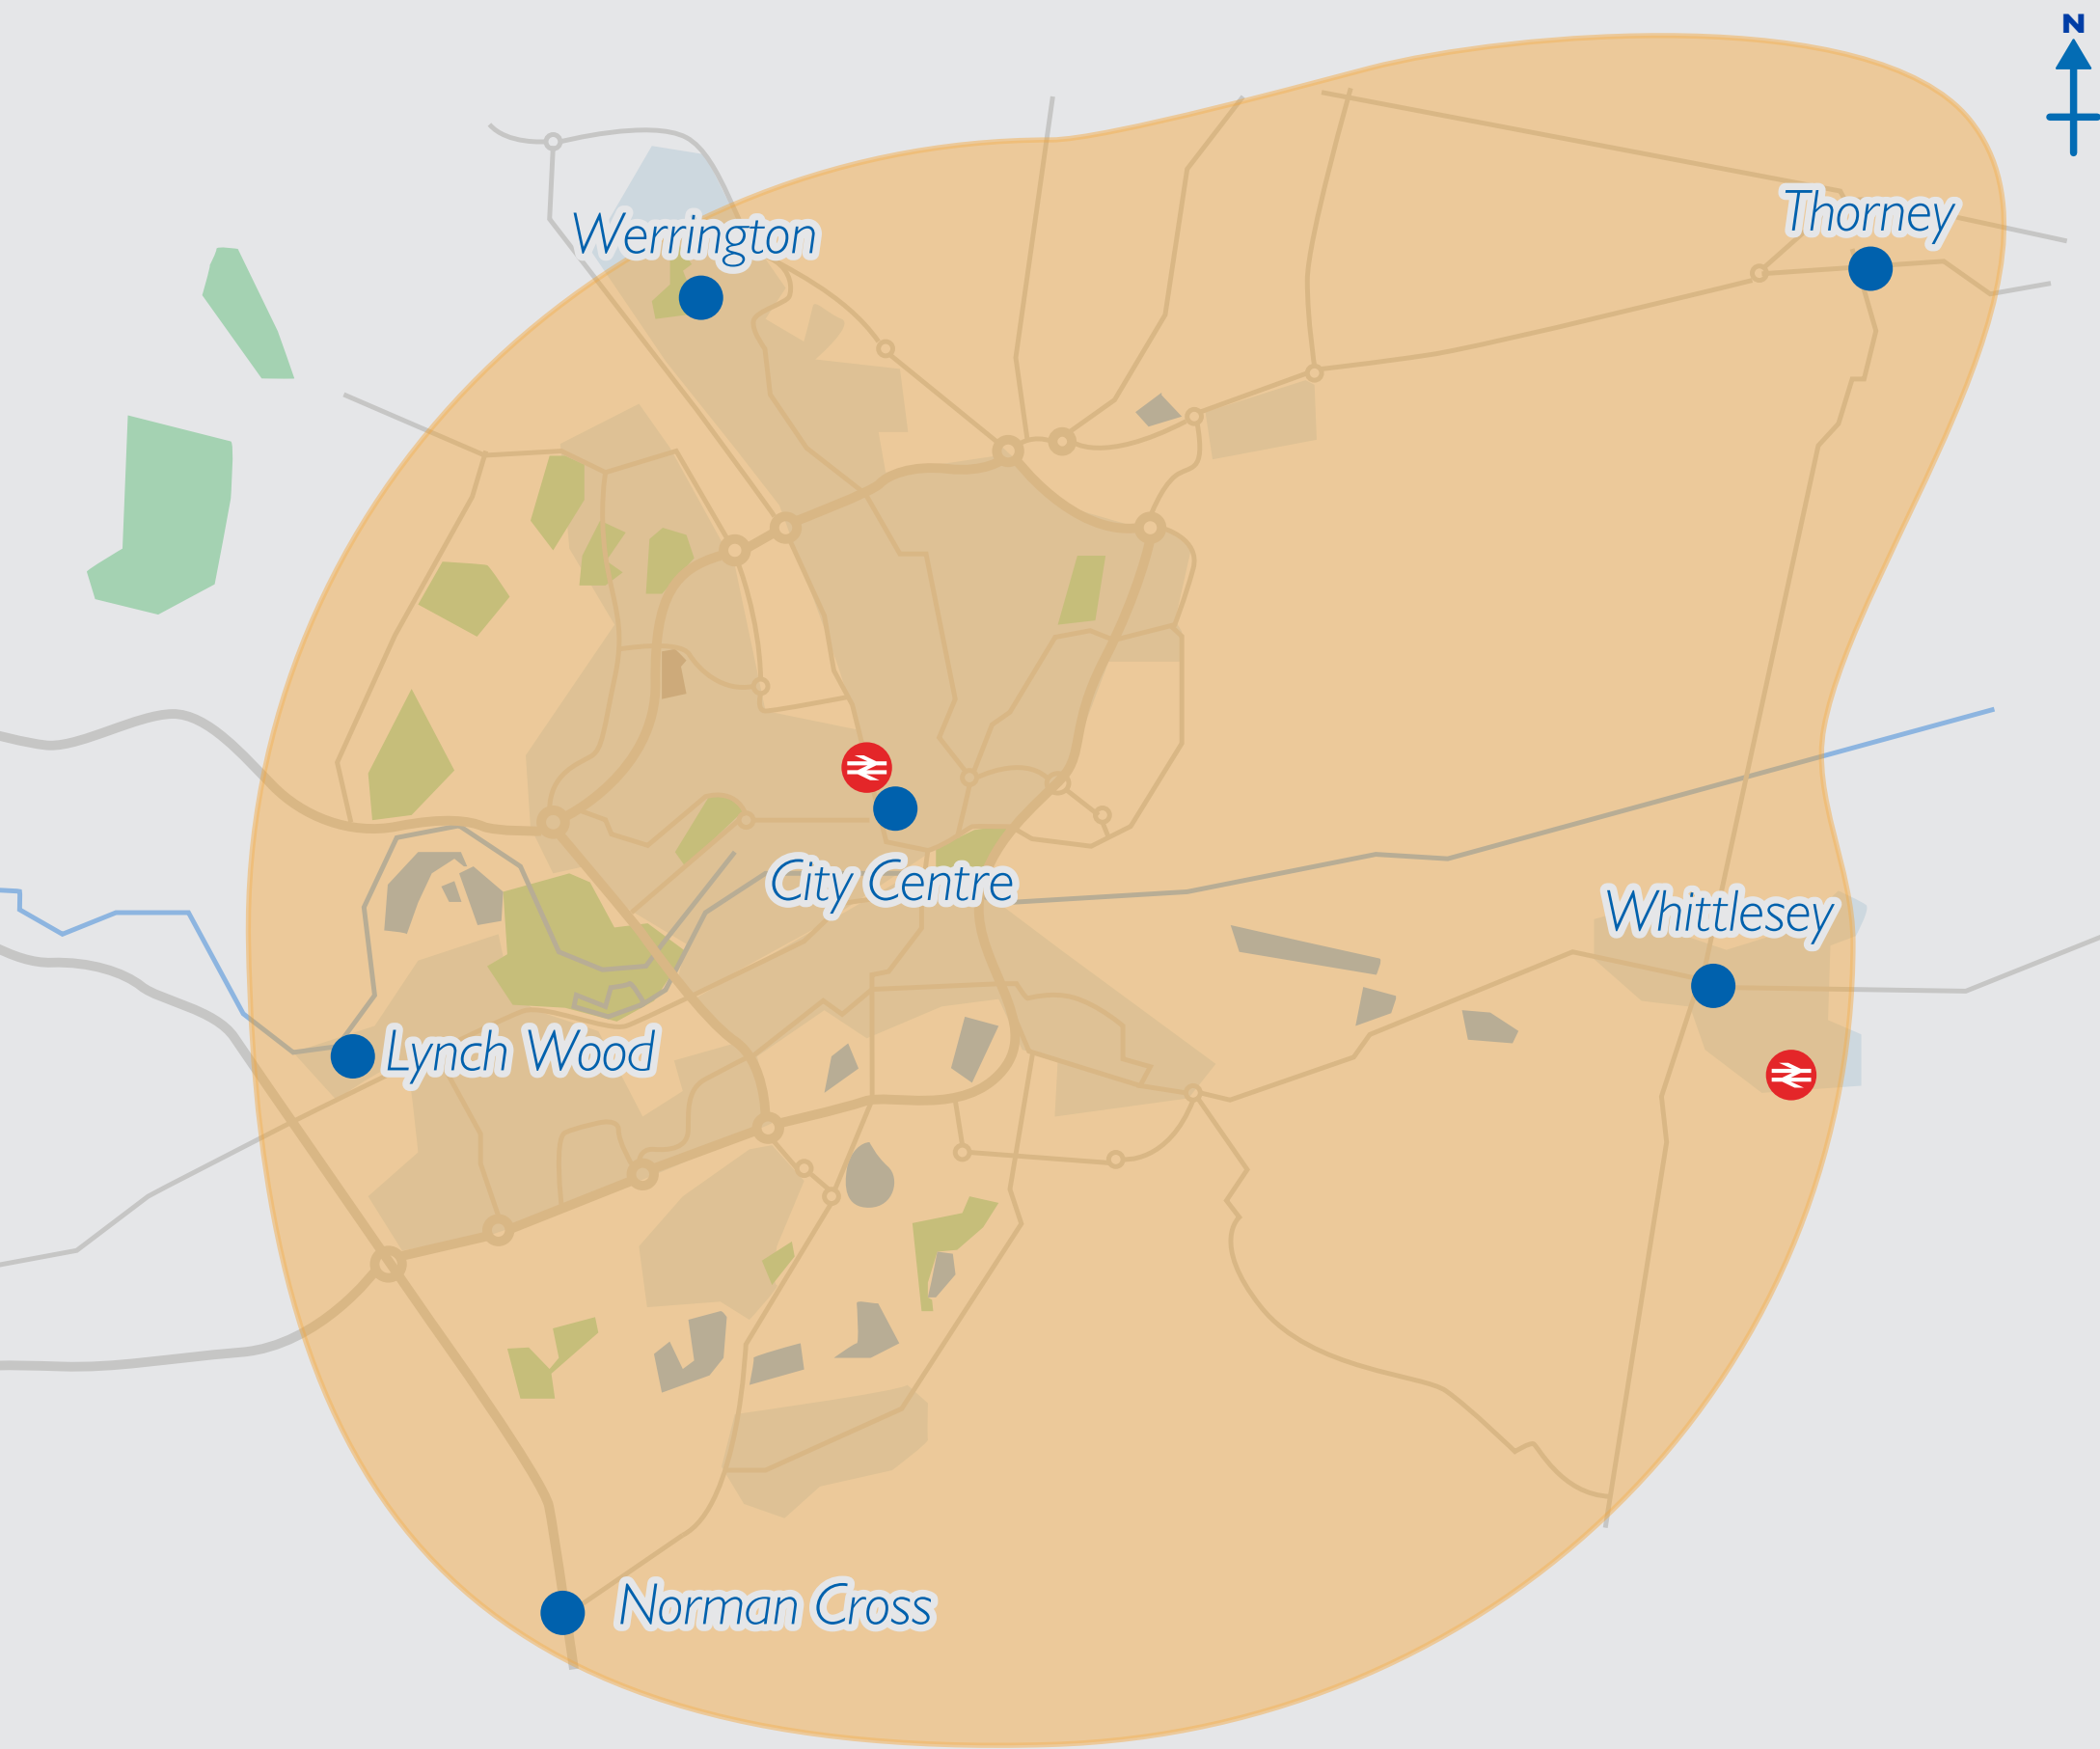 N
Thorney
Werrington
City Centre
Whittlesey
Lynch Wood
Norman Cross